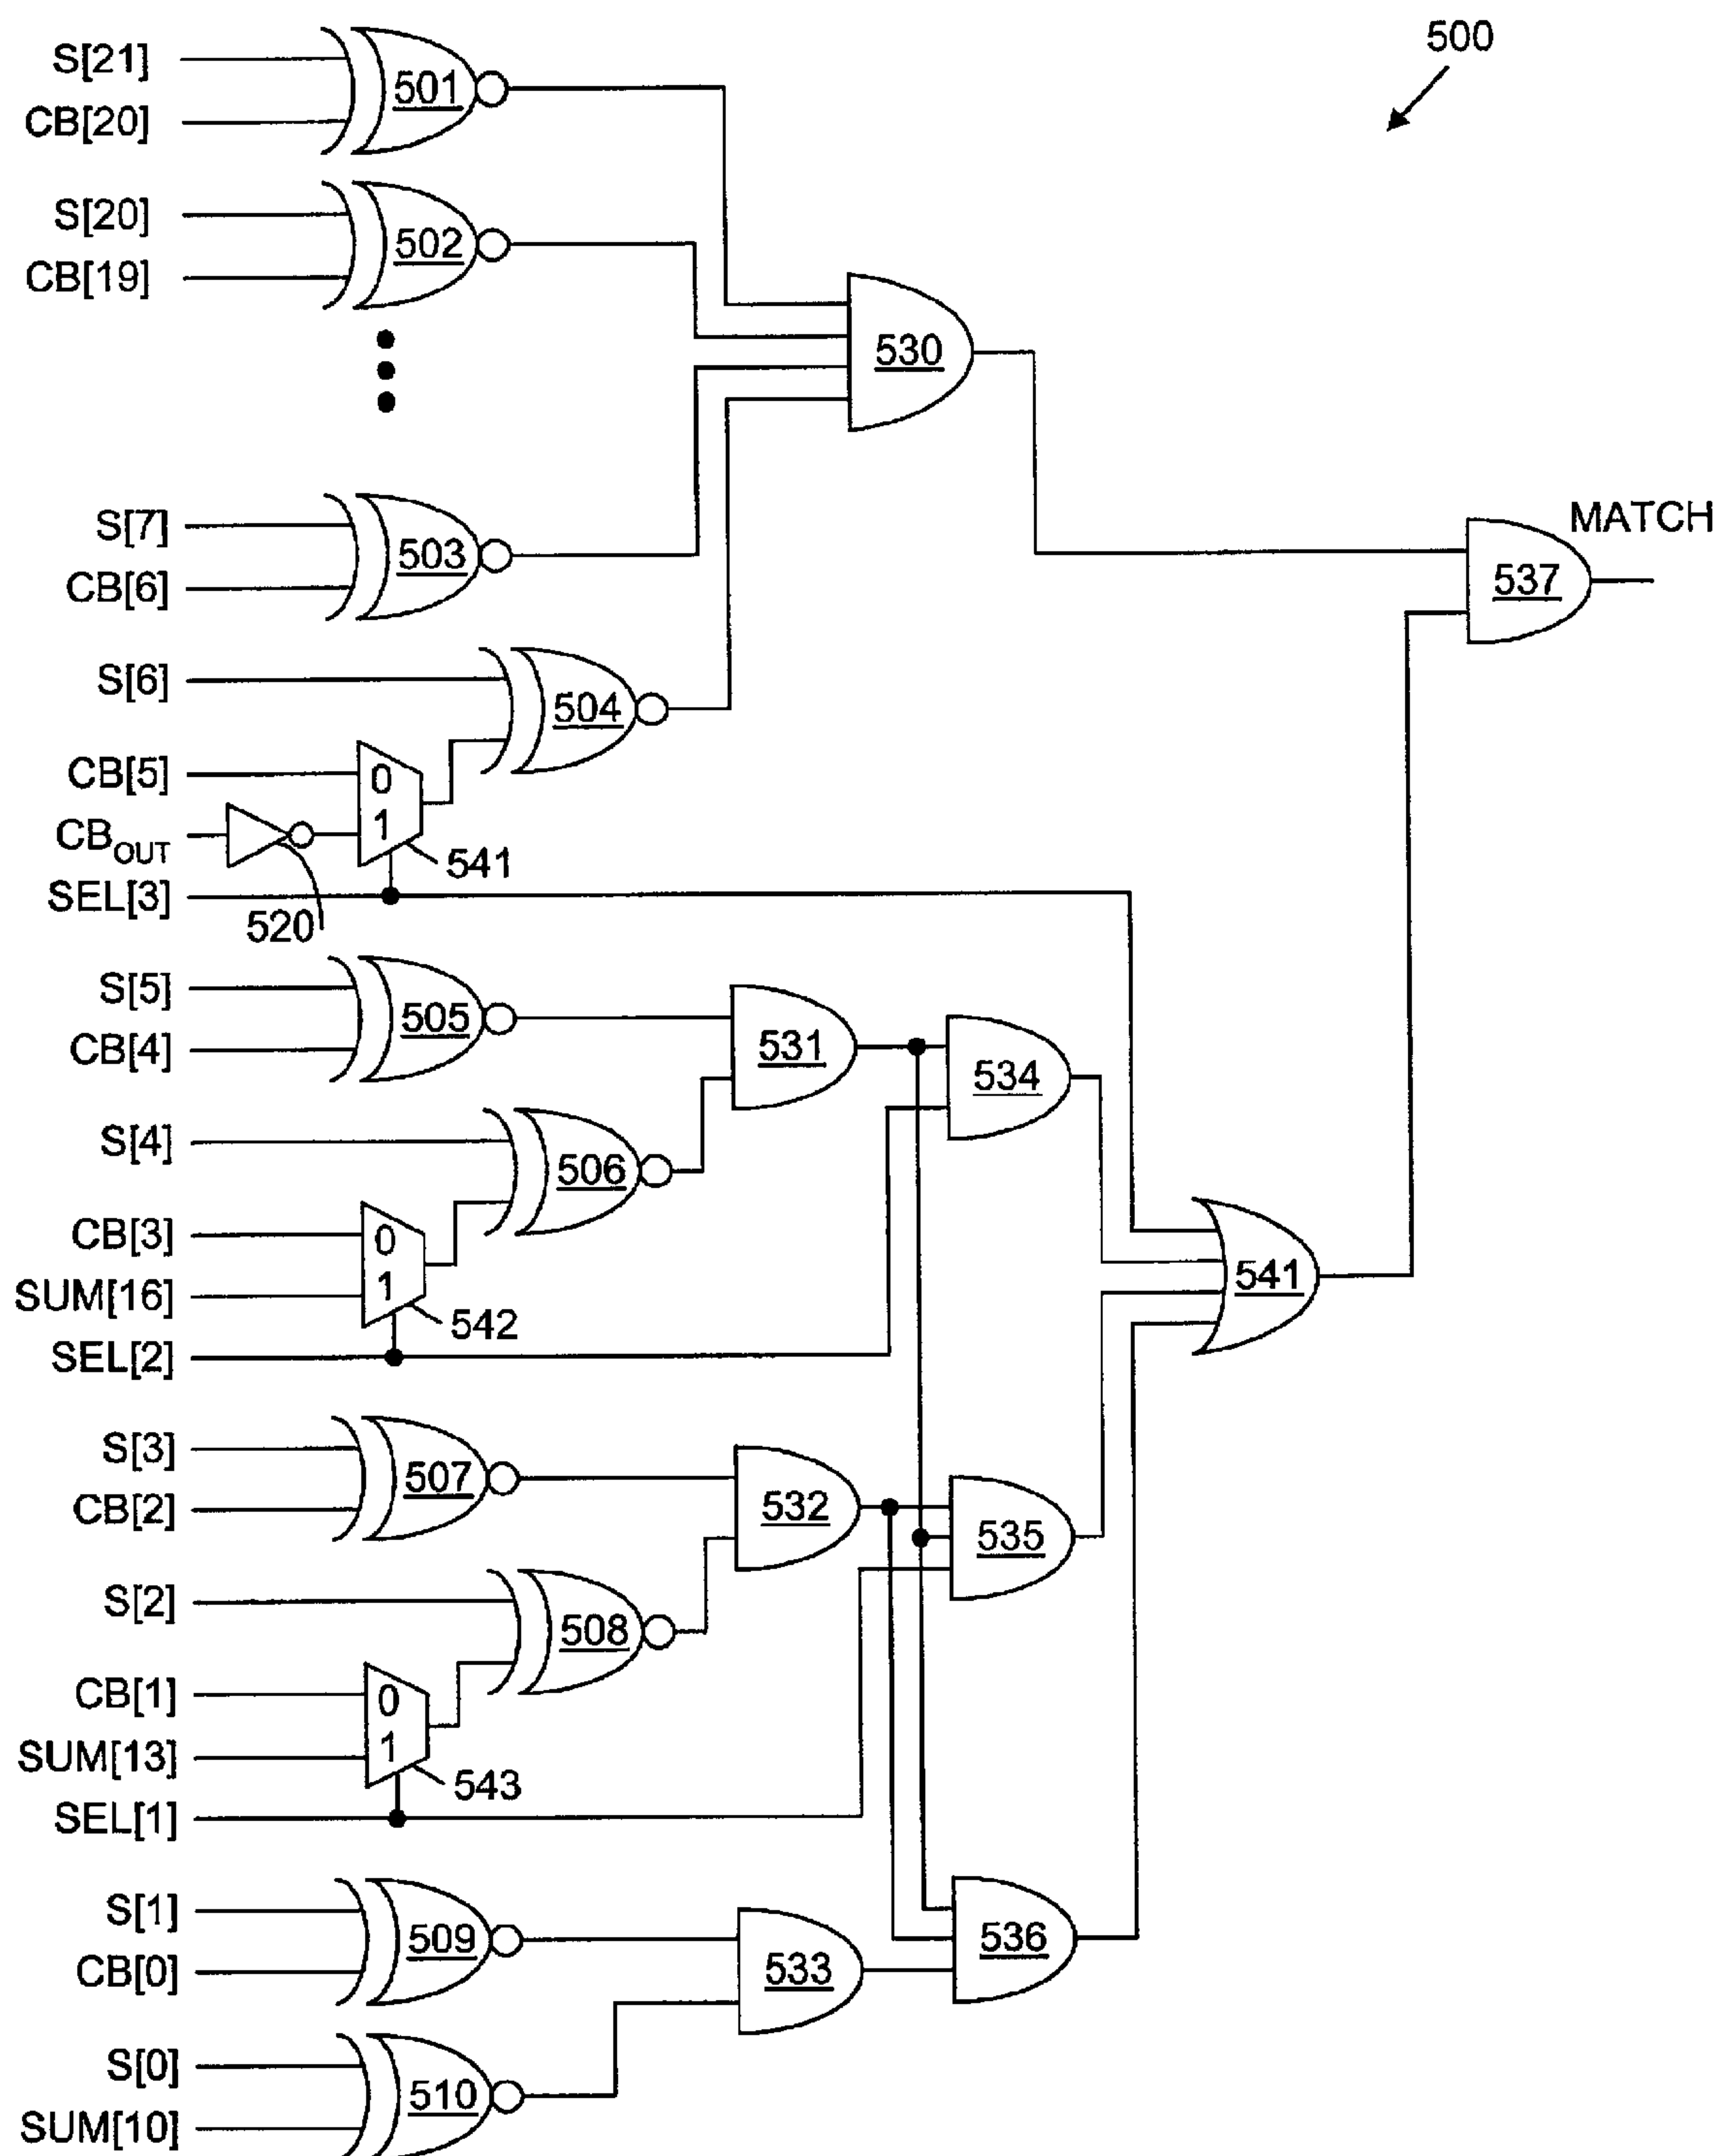 500
S[21]
CB[20]
501
S[20]
CB[19]
502
530
S[7]
CB[6]
503
MATCH
537
S[6]
504
CB[5]
0
1
CBOUT
541
SEL[3]
520
S[5]
CB[4]
505
531
534
S[4]
506
CB[3]
0
1
SUM[16]
542
SEL[2]
541
S[3]
CB[2]
507
532
535
S[2]
508
CB[1]
0
1
SUM[13]
543
SEL[1]
S[1]
CB[0]
509
533
536
S[0]
SUM[10]
510